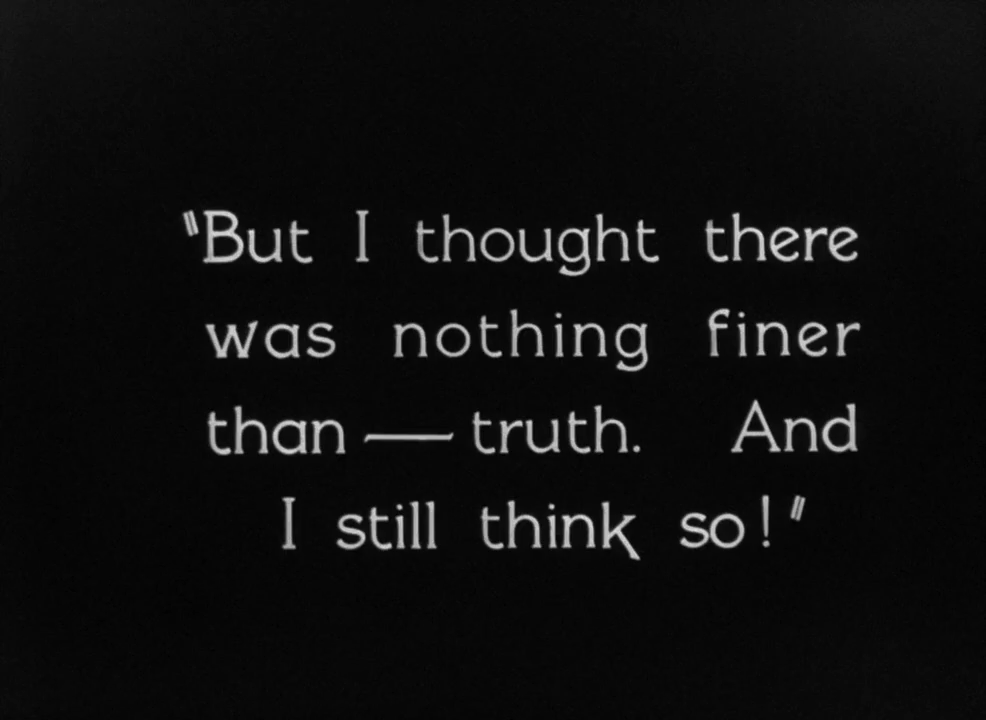 "But I thought there
was nothing finer
than — truth. And
I still think so!"